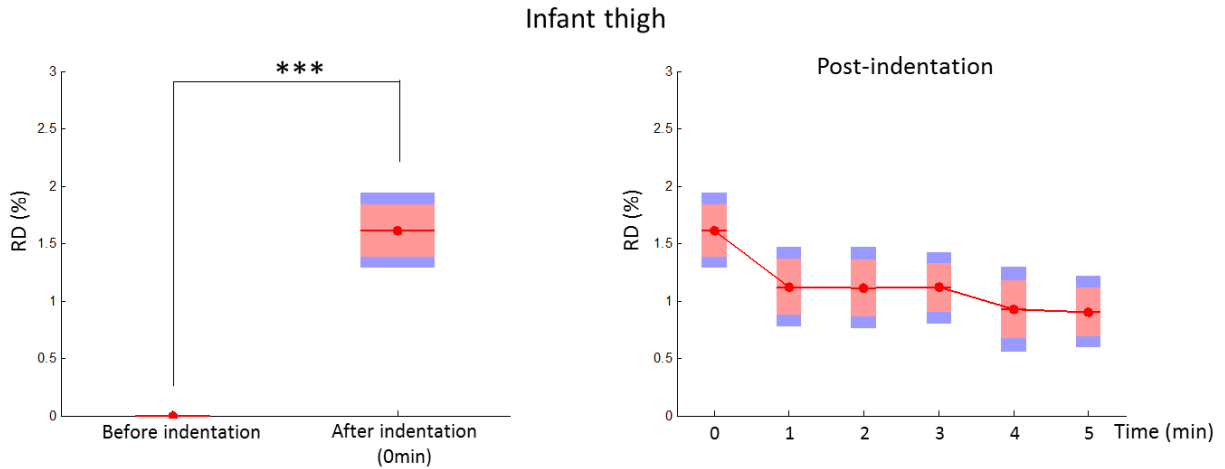 Infant thigh
***
3
2.5
2
1.5
1
0.5
0
RD (%)
Before indentation
After indentation
(0min)
Post-indentation
3
2.5
2
1.5
1
0.5
0
RD (%)
0 1 2 3 4 5 Time (min)